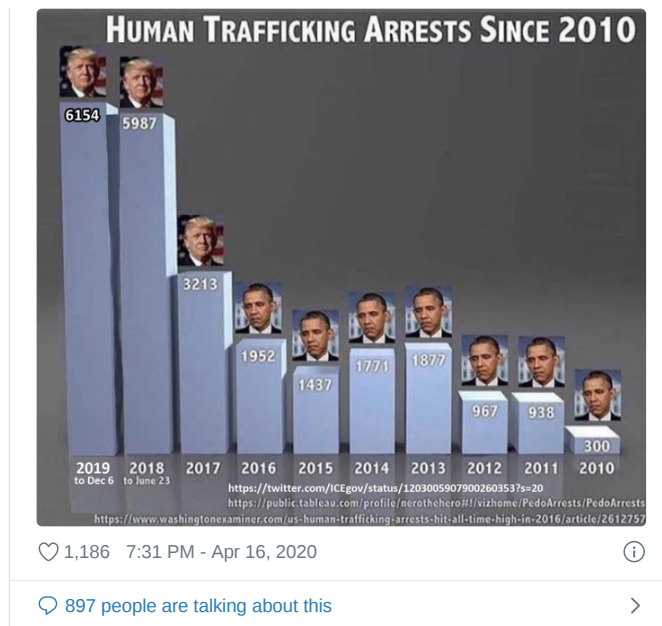 HUMAN TRAFFICKING ARRESTS SINCE 2010
6154
5987
3213
1952
1437
1771
1877
967
938
300
2019 2018 2017 2016 2015 2014 2013 2012 2011 2010
to Dec 6 to June 23
https://twitter.com/ICEgov/status/1203005907900260353?s=20
https://public.tableau.com/profile/nerothehero#!/vizhome/PedoArrests/PedoArrests
https://www.washingtonexaminer.com/us-human-trafficking-arrests-hit-all-time-high-in-2016/article/2612757
1,186 7:31 PM - Apr 16, 2020
897 people are talking about this